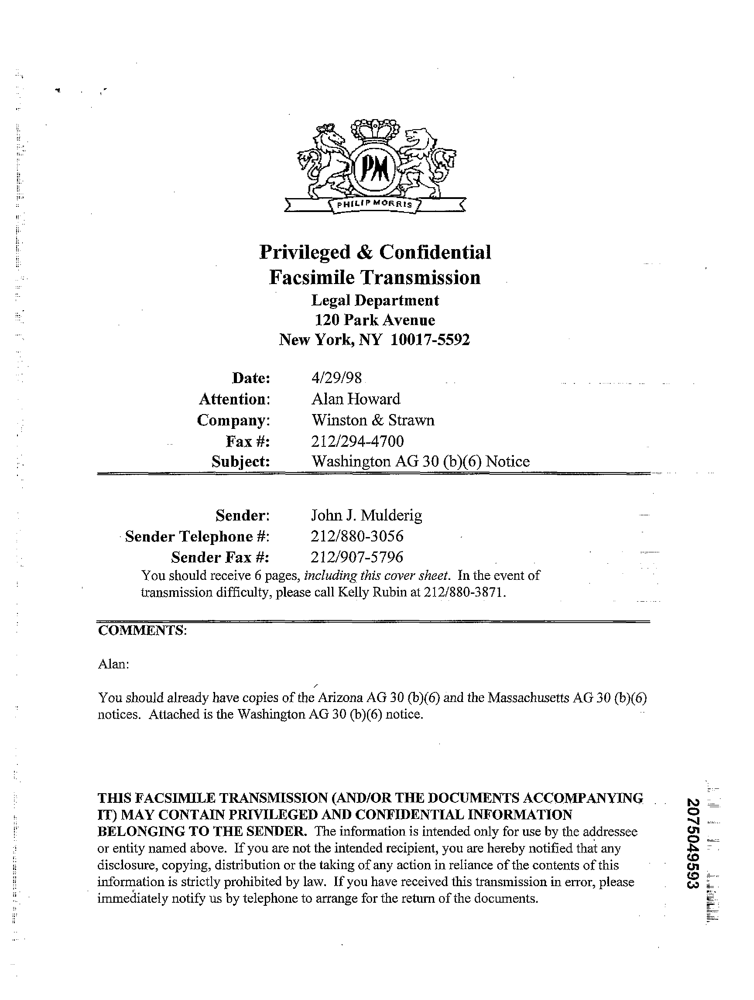 PM
PHILIP MORRIS
Privileged & Confidential
Facsimile Transmission
Legal Department
120 Park Avenue
New York, NY 10017-5592
Date: 4/29/98
Attention: Alan Howard
Company: Winston & Strawn
Fax #: 212/294-4700
Subject: Washington AG 30 (b)(6) Notice
Sender: John J. Mulderig
Sender Telephone #: 212/880-3056
Sender Fax #: 212/907-5796
You should receive 6 pages, including this cover sheet. In the event of
transmission difficulty, please call Kelly Rubin at 212/880-3871.
COMMENTS:
Alan:
You should already have copies of the Arizona AG 30 (b)(6) and the Massachusetts AG 30 (b)(6)
notices. Attached is the Washington AG 30 (b)(6) notice.
THIS FACSIMILE TRANSMISSION (AND/OR THE DOCUMENTS ACCOMPANYING
IT) MAY CONTAIN PRIVILEGED AND CONFIDENTIAL INFORMATION
BELONGING TO THE SENDER. The information is intended only for use by the addressee
or entity named above. If you are not the intended recipient, you are hereby notified that any
disclosure, copying, distribution or the taking of any action in reliance of the contents of this
information is strictly prohibited by law. If you have received this transmission in error, please
immediately notify us by telephone to arrange for the return of the documents.
2075049593